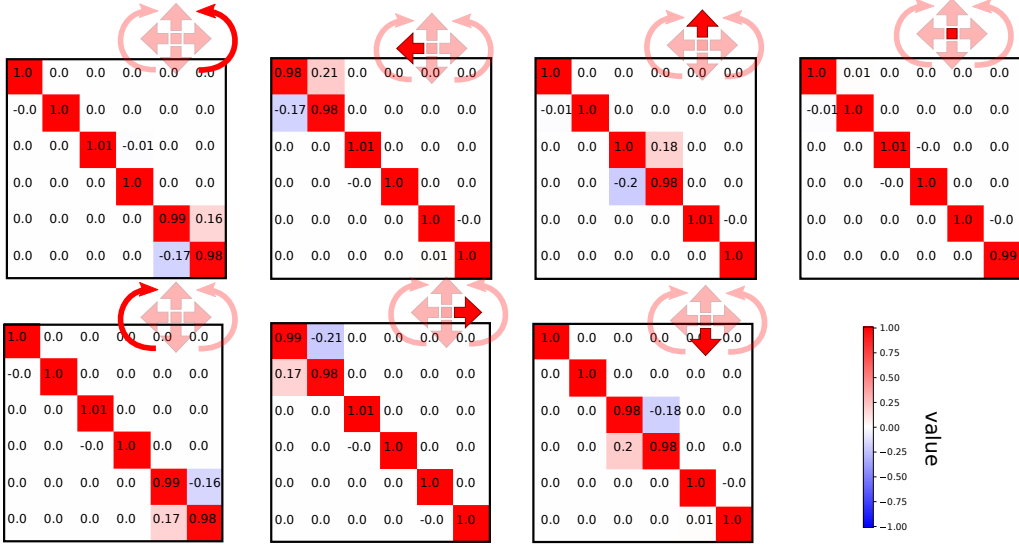 1.0 0.0 0.0 0.0 0.0 0.0
-0.0 1.0 0.0 0.0 0.0 0.0
0.0 0.0 1.01 -0.01 0.0 0.0
0.0 0.0 0.0 1.0 0.0 0.0
0.0 0.0 0.0 0.0 0.99 0.16
0.0 0.0 0.0 0.0 -0.17 0.98
0.98 0.21 0.0 0.0 0.0 0.0
-0.17 0.98 0.0 0.0 0.0 0.0
0.0 0.0 1.01 0.0 0.0 0.0
0.0 0.0 -0.0 1.0 0.0 0.0
0.0 0.0 0.0 0.0 1.0 -0.0
0.0 0.0 0.0 0.0 0.01 1.0
1.0 0.0 0.0 0.0 0.0 0.0
-0.01 1.0 0.0 0.0 0.0 0.0
0.0 0.0 1.0 0.18 0.0 0.0
0.0 0.0 -0.2 0.98 0.0 0.0
0.0 0.0 0.0 0.0 1.01 -0.0
0.0 0.0 0.0 0.0 0.0 1.0
1.0 0.01 0.0 0.0 0.0 0.0
-0.01 1.0 0.0 0.0 0.0 0.0
0.0 0.0 1.01 -0.0 0.0 0.0
0.0 0.0 -0.0 1.0 0.0 0.0
0.0 0.0 0.0 0.0 1.0 -0.0
0.0 0.0 0.0 0.0 0.0 0.99
1.0 0.0 0.0 0.0 0.0 0.0
-0.0 1.0 0.0 0.0 0.0 0.0
0.0 0.0 1.01 0.0 0.0 0.0
0.0 0.0 -0.0 1.0 0.0 0.0
0.0 0.0 0.0 0.0 0.99 -0.16
0.0 0.0 0.0 0.0 0.17 0.98
0.99 -0.21 0.0 0.0 0.0 0.0
0.17 0.98 0.0 0.0 0.0 0.0
0.0 0.0 1.01 0.0 0.0 0.0
0.0 0.0 -0.0 1.0 0.0 0.0
0.0 0.0 0.0 0.0 1.0 0.0
0.0 0.0 0.0 0.0 -0.0 1.0
1.0 0.0 0.0 0.0 0.0 0.0
0.0 1.0 0.0 0.0 0.0 0.0
0.0 0.0 0.98 -0.18 0.0 0.0
0.0 0.0 0.2 0.98 0.0 0.0
0.0 0.0 0.0 0.0 1.0 -0.0
0.0 0.0 0.0 0.0 0.01 1.0
1.00
0.75
0.50
0.25
0.00
−0.25
−0.50
−0.75
−1.00
value